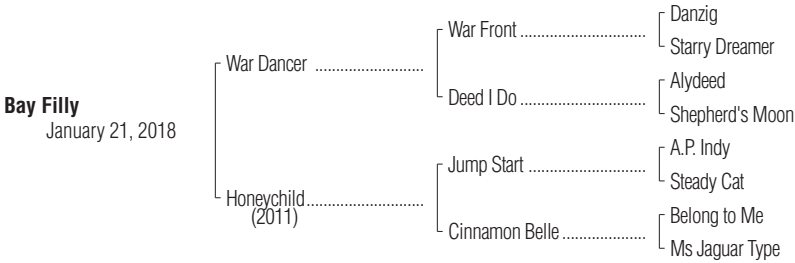 Danzig
War Front ..............................
Starry Dreamer
War Dancer ..........................
Alydeed
Deed I Do ..............................
Shepherd's Moon
Bay Filly
January 21, 2018
A.P. Indy
Jump Start ............................
Steady Cat
Honeychild............................
(2011)
Belong to Me
Cinnamon Belle ....................
Ms Jaguar Type